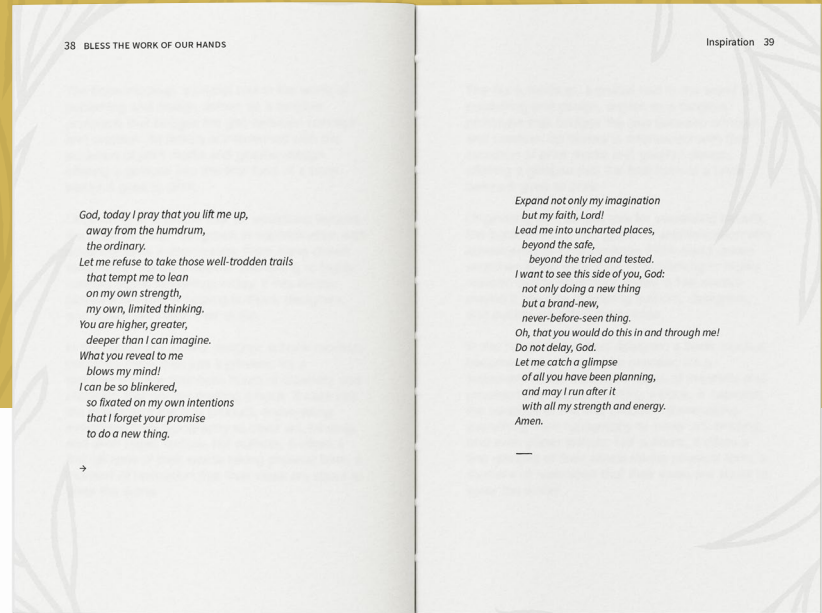 38 BLESS THE WORK OF OUR HANDS
God, today I pray that you lift me up,
away from the humdrum,
the ordinary.
Let me refuse to take those well-trodden trails
that tempt me to lean
on my own strength,
my own, limited thinking.
You are higher, greater,
deeper than I can imagine.
What you reveal to me
blows my mind!
I can be so blinkered,
so fixated on my own intentions
that I forget your promise
to do a new thing.
→
Inspiration 39
Expand not only my imagination
but my faith, Lord!
Lead me into uncharted places,
beyond the safe,
beyond the tried and tested.
I want to see this side of you, God:
not only doing a new thing
but a brand-new,
never-before-seen thing.
Oh, that you would do this in and through me!
Do not delay, God.
Let me catch a glimpse
of all you have been planning,
and may I run after it
with all my strength and energy.
Amen.